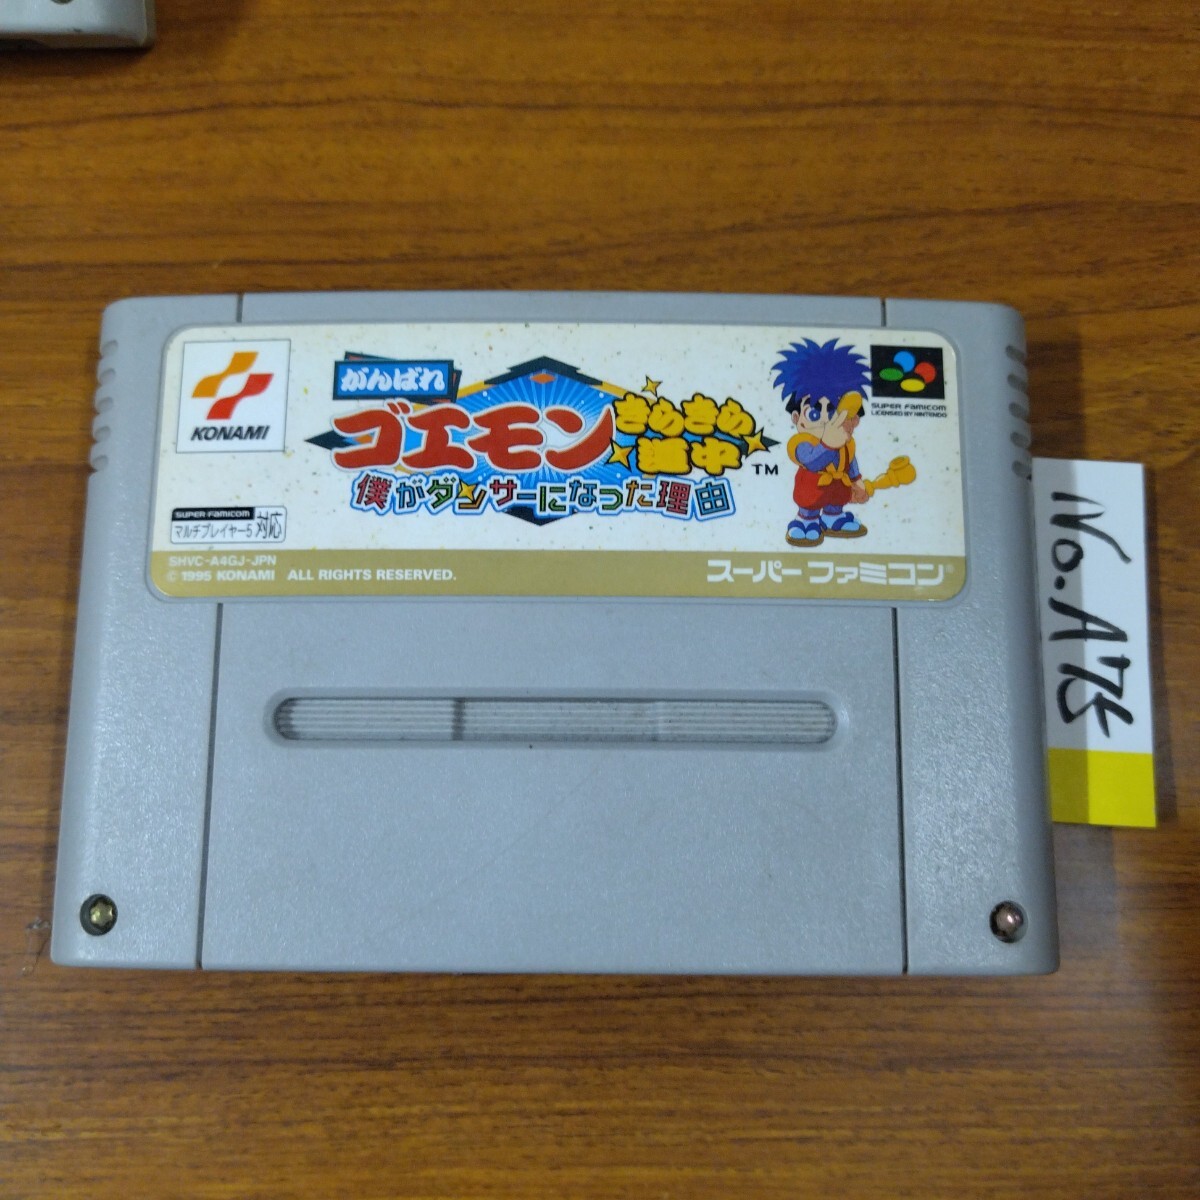 KONAMI
がんばれ
ゴエモン
きらきら
道中
TM
僕がダンサーになった理由
SUPER FAMICOM
LICENSED BY NINTENDO
SUPER FAMICOM
マルチプレイヤー5 対応
SHVC-A4GJ-JPN
© 1995 KONAMI ALL RIGHTS RESERVED.
スーパーファミコン®
No.A75